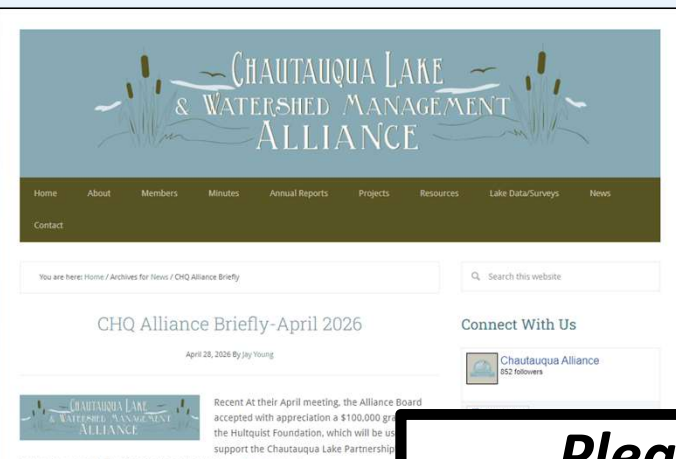 CHAUTAUQUA LAKE
& WATERSHED MANAGEMENT
ALLIANCE
Home About Members Minutes Annual Reports Projects Resources Lake Data/Surveys News
Contact
You are here: Home / Archives for News / CHQ Alliance Briefly
Search this website
CHQ Alliance Briefly-April 2026
April 28, 2026 By Jay Young
Connect With Us
Chautauqua Alliance
852 followers
CHAUTAUQUA LAKE
& WATERSHED MANAGEMENT
ALLIANCE
Recent At their April meeting, the Alliance Board
accepted with appreciation a $100,000
the Hultquist Foundation, which will be
support the Chautauqua Lake Partnership